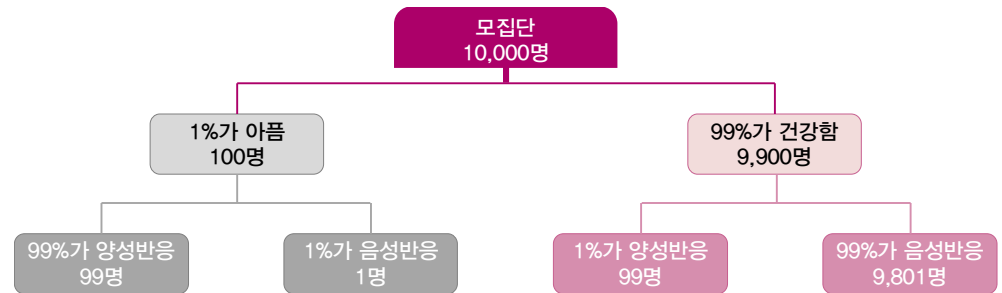 모집단
10,000명
1%가 아픔
100명
99%가 건강함
9,900명
99%가 양성반응
99명
1%가 음성반응
1명
1%가 양성반응
99명
99%가 음성반응
9,801명